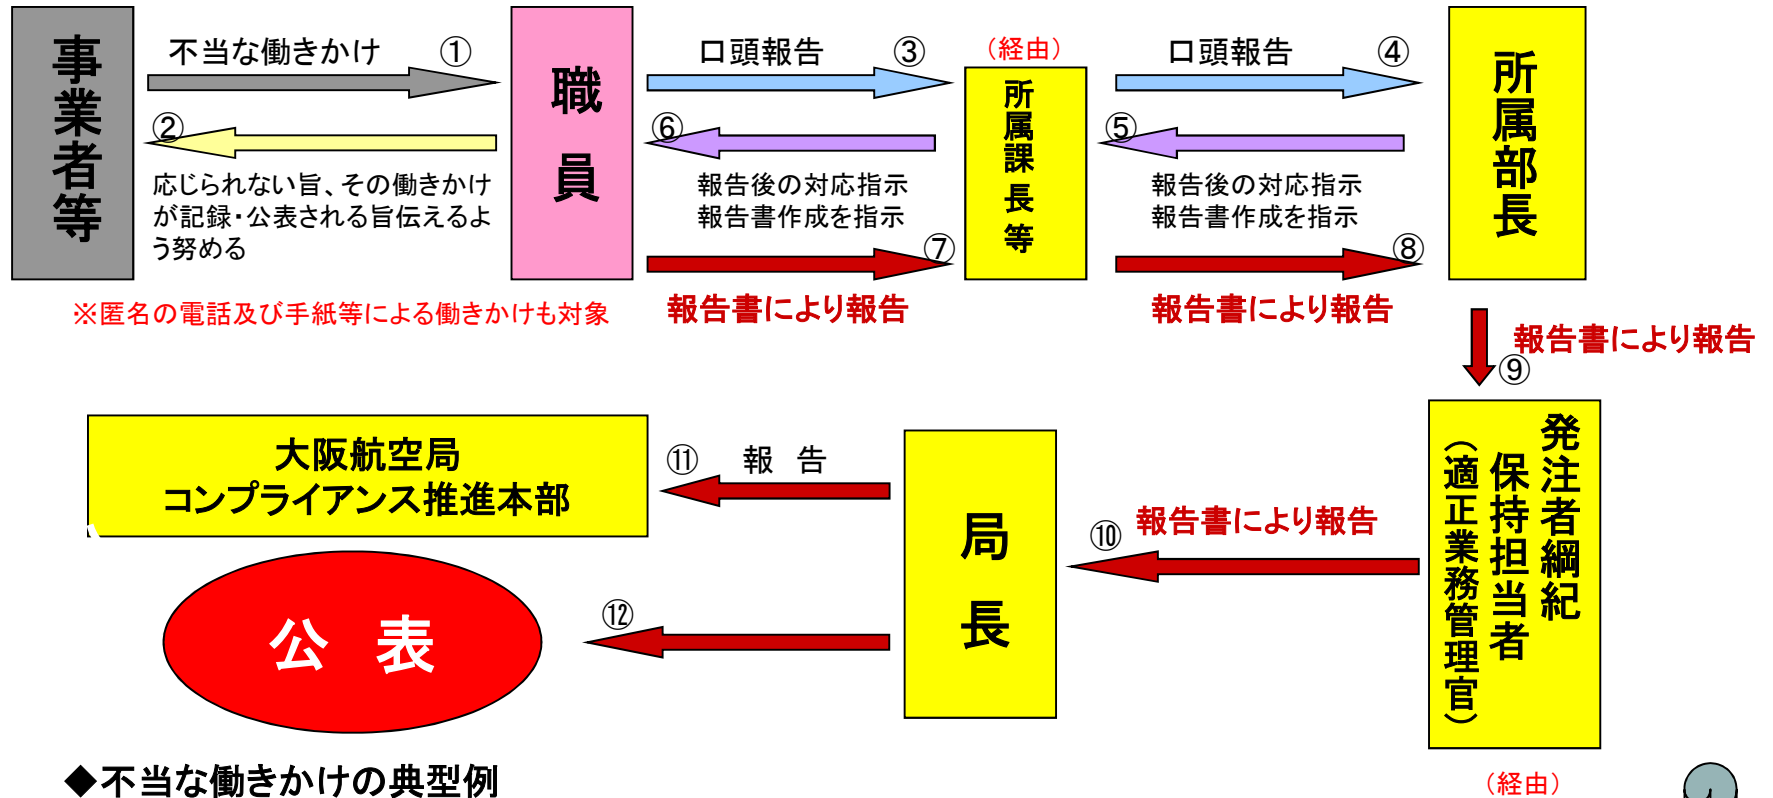 事業者等
不当な働きかけ ①
②
応じられない旨、その働きかけ
が記録・公表される旨伝えるよ
う努める
※匿名の電話及び手紙等による働きかけも対象
職員
口頭報告 ③
⑥
報告後の対応指示
報告書作成を指示
⑦
報告書により報告
（経由）
所属課長等
口頭報告 ④
⑤
報告後の対応指示
報告書作成を指示
⑧
報告書により報告
所属部長
報告書により報告
⑨
発注者綱紀
保持担当者
（適正業務管理官）
（経由）
報告書により報告
⑩
局長
⑪ 報 告
大阪航空局
コンプライアンス推進本部
⑫
公 表
◆不当な働きかけの典型例